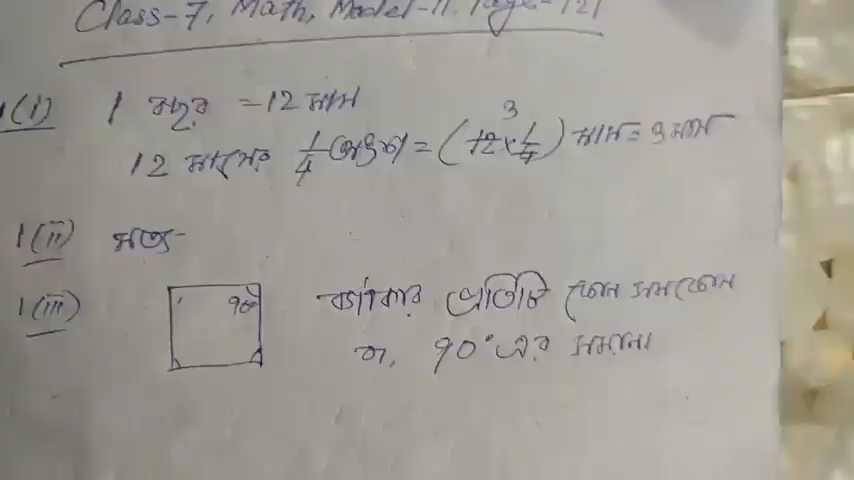 Class-7, Math, Model-11. Page-121
1(i) 1 বছর = 12 মাস
3
12 মাসের 1/4 অংশ = (12 × 1/4) মাস = 3 মাস
1(ii) সত্য
1(iii) 90° বর্গাকার প্রতিটি কোন সমকোন
বা, 90° এর সমান।